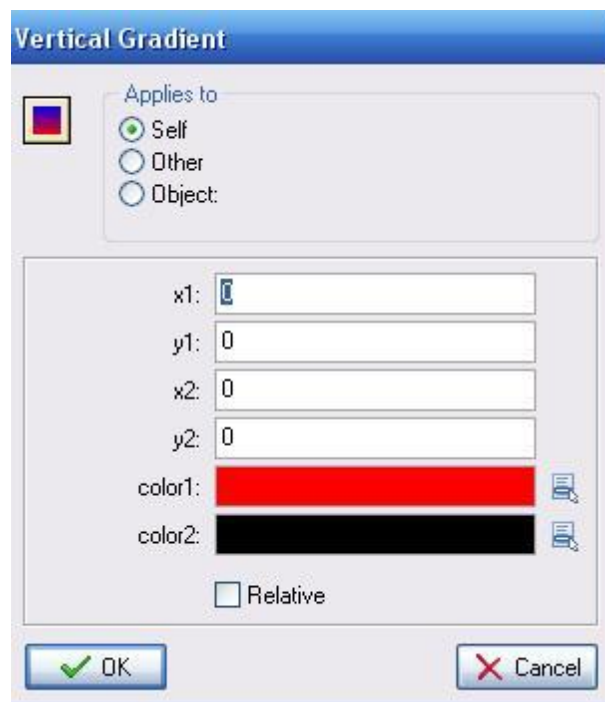 Vertical Gradient
Applies to
Self
Other
Object:
x1: 0
y1: 0
x2: 0
y2: 0
color1:
color2:
Relative
OK
Cancel